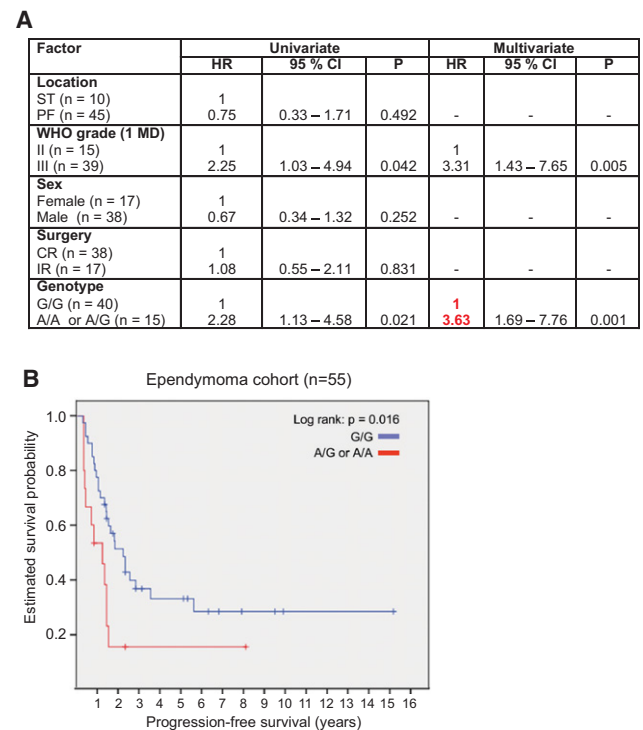 A
Factor Univariate Multivariate
HR 95 % CI P HR 95 % CI P
Location
ST (n = 10) 1
PF (n = 45) 0.75 0.33 – 1.71 0.492 - - -
WHO grade (1 MD)
II (n = 15) 1 1
III (n = 39) 2.25 1.03 – 4.94 0.042 3.31 1.43 – 7.65 0.005
Sex
Female (n = 17) 1
Male (n = 38) 0.67 0.34 – 1.32 0.252 - - -
Surgery
CR (n = 38) 1
IR (n = 17) 1.08 0.55 – 2.11 0.831 - - -
Genotype
G/G (n = 40) 1 1
A/A or A/G (n = 15) 2.28 1.13 – 4.58 0.021 3.63 1.69 – 7.76 0.001
B
Ependymoma cohort (n=55)
Log rank: p = 0.016
G/G
A/G or A/A
Estimated survival probability
1.0
0.8
0.6
0.4
0.2
1 2 3 4 5 6 7 8 9 10 11 12 13 14 15 16
Progression-free survival (years)